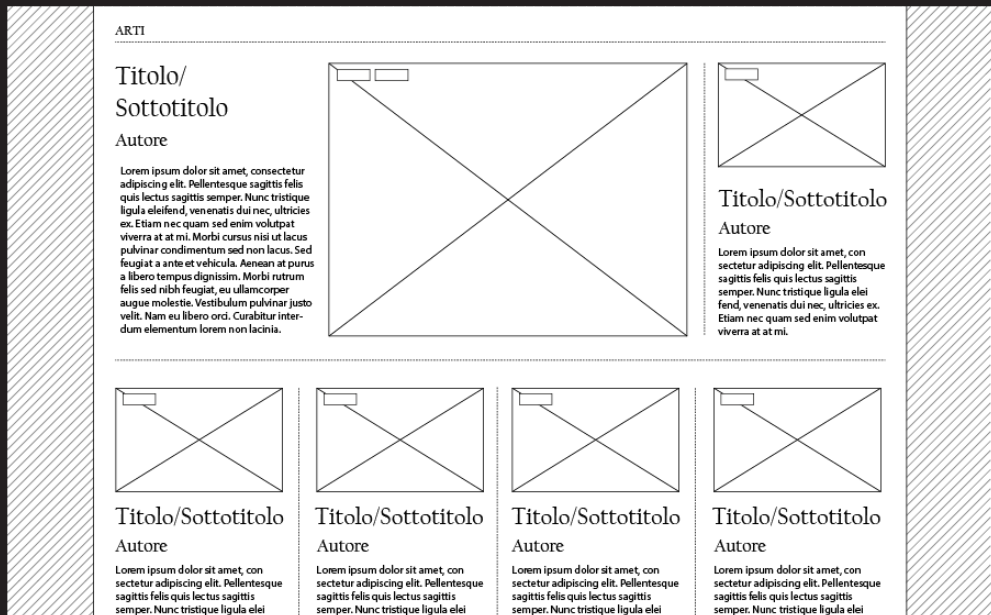 ARTI
Titolo/
Sottotitolo
Autore
Lorem ipsum dolor sit amet, consectetur
adipiscing elit. Pellentesque sagittis felis
quis lectus sagittis semper. Nunc tristique
ligula eleifend, venenatis dui nec, ultricies
ex. Etiam nec quam sed enim volutpat
viverra at at mi. Morbi cursus nisi ut lacus
pulvinar condimentum sed non lacus. Sed
feugiat a ante et vehicula. Aenean at purus
a libero tempus dignissim. Morbi rutrum
felis sed nibh feugiat, eu ullamcorper
augue molestie. Vestibulum pulvinar justo
velit. Nam eu libero orci. Curabitur inter-
dum elementum lorem non lacinia.
Titolo/Sottotitolo
Autore
Lorem ipsum dolor sit amet, con
sectetur adipiscing elit. Pellentesque
sagittis felis quis lectus sagittis
semper. Nunc tristique ligula elei
fend, venenatis dui nec, ultricies ex.
Etiam nec quam sed enim volutpat
viverra at at mi.
Titolo/Sottotitolo
Autore
Lorem ipsum dolor sit amet, con
sectetur adipiscing elit. Pellentesque
sagittis felis quis lectus sagittis
semper. Nunc tristique ligula elei
Titolo/Sottotitolo
Autore
Lorem ipsum dolor sit amet, con
sectetur adipiscing elit. Pellentesque
sagittis felis quis lectus sagittis
semper. Nunc tristique ligula elei
Titolo/Sottotitolo
Autore
Lorem ipsum dolor sit amet, con
sectetur adipiscing elit. Pellentesque
sagittis felis quis lectus sagittis
semper. Nunc tristique ligula elei
Titolo/Sottotitolo
Autore
Lorem ipsum dolor sit amet, con
sectetur adipiscing elit. Pellentesque
sagittis felis quis lectus sagittis
semper. Nunc tristique ligula elei